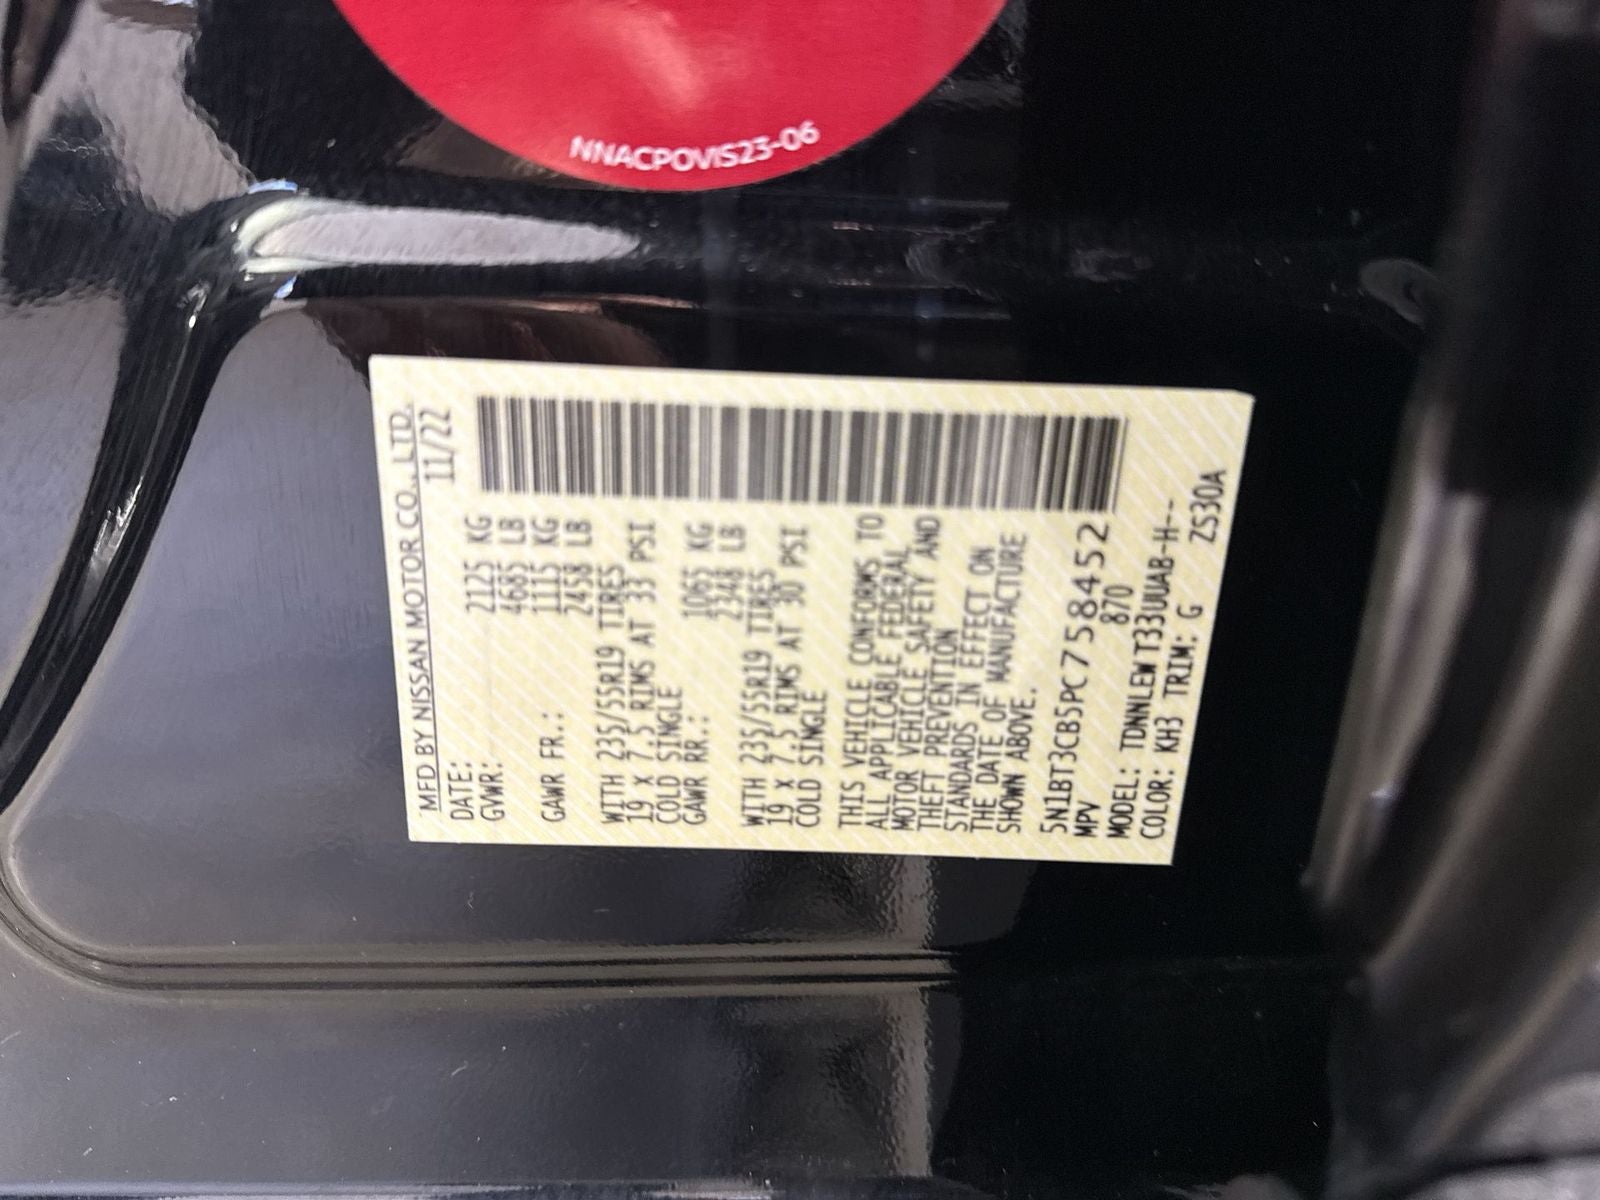 NNACPOVIS23-06
MFD BY NISSAN MOTOR CO., LTD.
DATE: 11/22
GVWR: 2125 KG
4685 LB
GAWR FR.: 1115 KG
2458 LB
WITH 235/55R19 TIRES
19 X 7.5 RIMS AT 33 PSI
COLD SINGLE
GAWR RR.: 1065 KG
2348 LB
WITH 235/55R19 TIRES
19 X 7.5 RIMS AT 30 PSI
COLD SINGLE
THIS VEHICLE CONFORMS TO
ALL APPLICABLE FEDERAL
MOTOR VEHICLE SAFETY AND
THEFT PREVENTION
STANDARDS IN EFFECT ON
THE DATE OF MANUFACTURE
SHOWN ABOVE.
5N1BT3CB5PC758452
MPV 870
MODEL: TDNNLEWT33UUAB-H--
COLOR: KH3 TRIM: G ZS30A